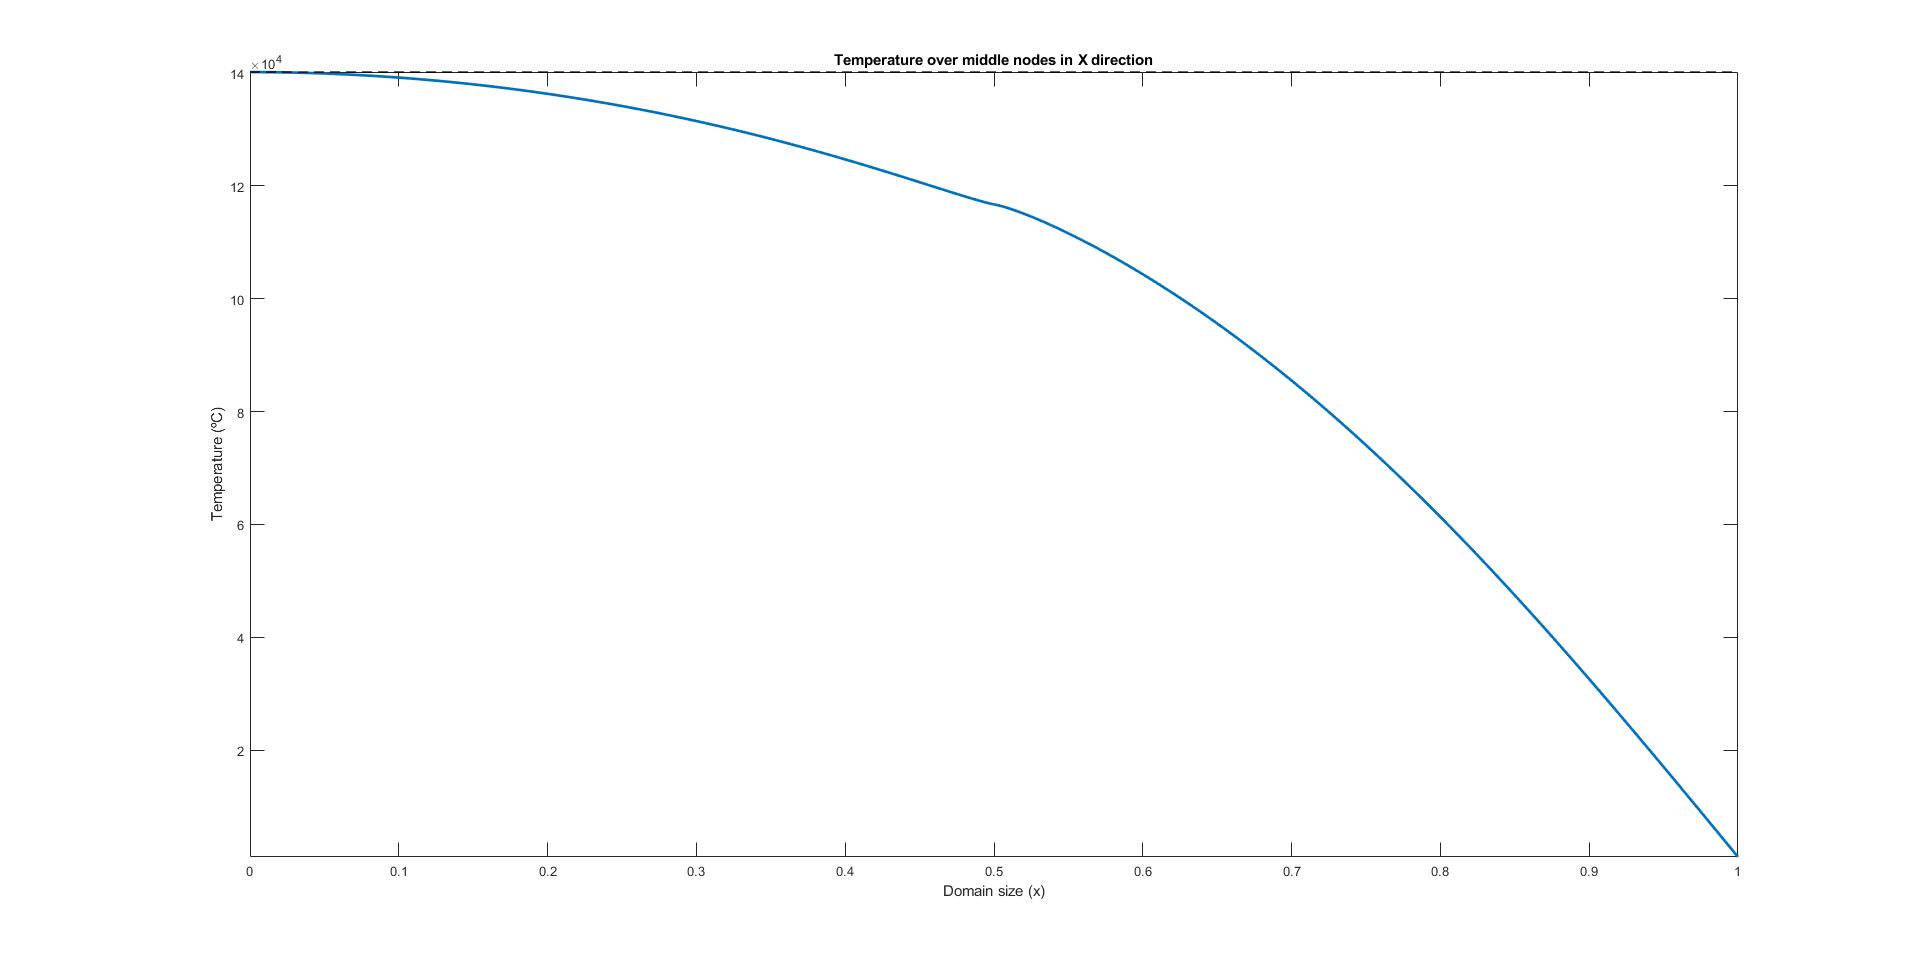 Temperature over middle nodes in X direction
×10⁴
14
12
10
8
6
4
2
Temperature (ºC)
0 0.1 0.2 0.3 0.4 0.5 0.6 0.7 0.8 0.9 1
Domain size (x)